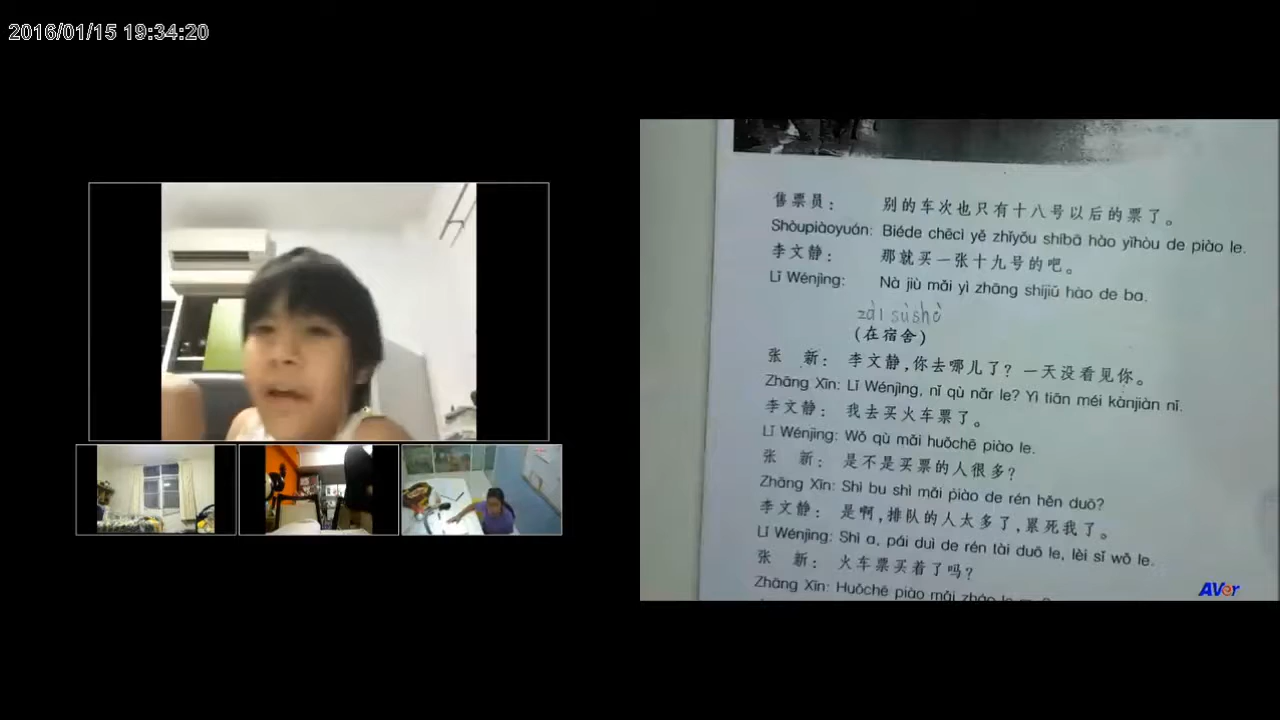 2016/01/15 19:34:20
售票员: 别的车次也只有十八号以后的票了。
Shòupiàoyuán: Biéde chēcì yě zhǐyǒu shíbā hào yǐhòu de piào le.
李文静: 那就买一张十九号的吧。
Lǐ Wénjìng: Nà jiù mǎi yì zhāng shíjiǔ hào de ba.
zài sùshè
(在宿舍)
张 新: 李文静,你去哪儿了?一天没看见你。
Zhāng Xīn: Lǐ Wénjìng, nǐ qù nǎr le? Yì tiān méi kànjiàn nǐ.
李文静: 我去买火车票了。
Lǐ Wénjìng: Wǒ qù mǎi huǒchē piào le.
张 新: 是不是买票的人很多?
Zhāng Xīn: Shì bu shì mǎi piào de rén hěn duō?
李文静: 是啊,排队的人太多了,累死我了。
Lǐ Wénjìng: Shì a, pái duì de rén tài duō le, lèi sǐ wǒ le.
张 新: 火车票买着了吗?
Zhāng Xīn: Huǒchē piào mǎi zháo le
AVer